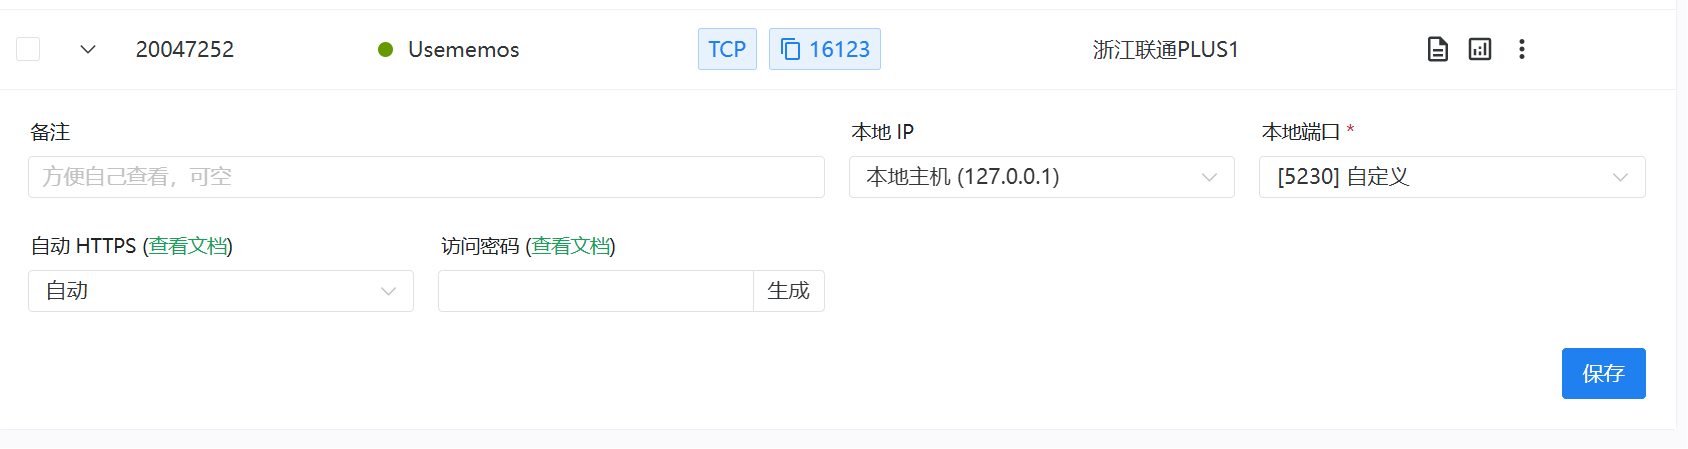 20047252 Usememos TCP 16123 浙江联通PLUS1
备注 本地 IP 本地端口 *
方便自己查看，可空 本地主机 (127.0.0.1) [5230] 自定义
自动 HTTPS (查看文档) 访问密码 (查看文档)
自动 生成
保存